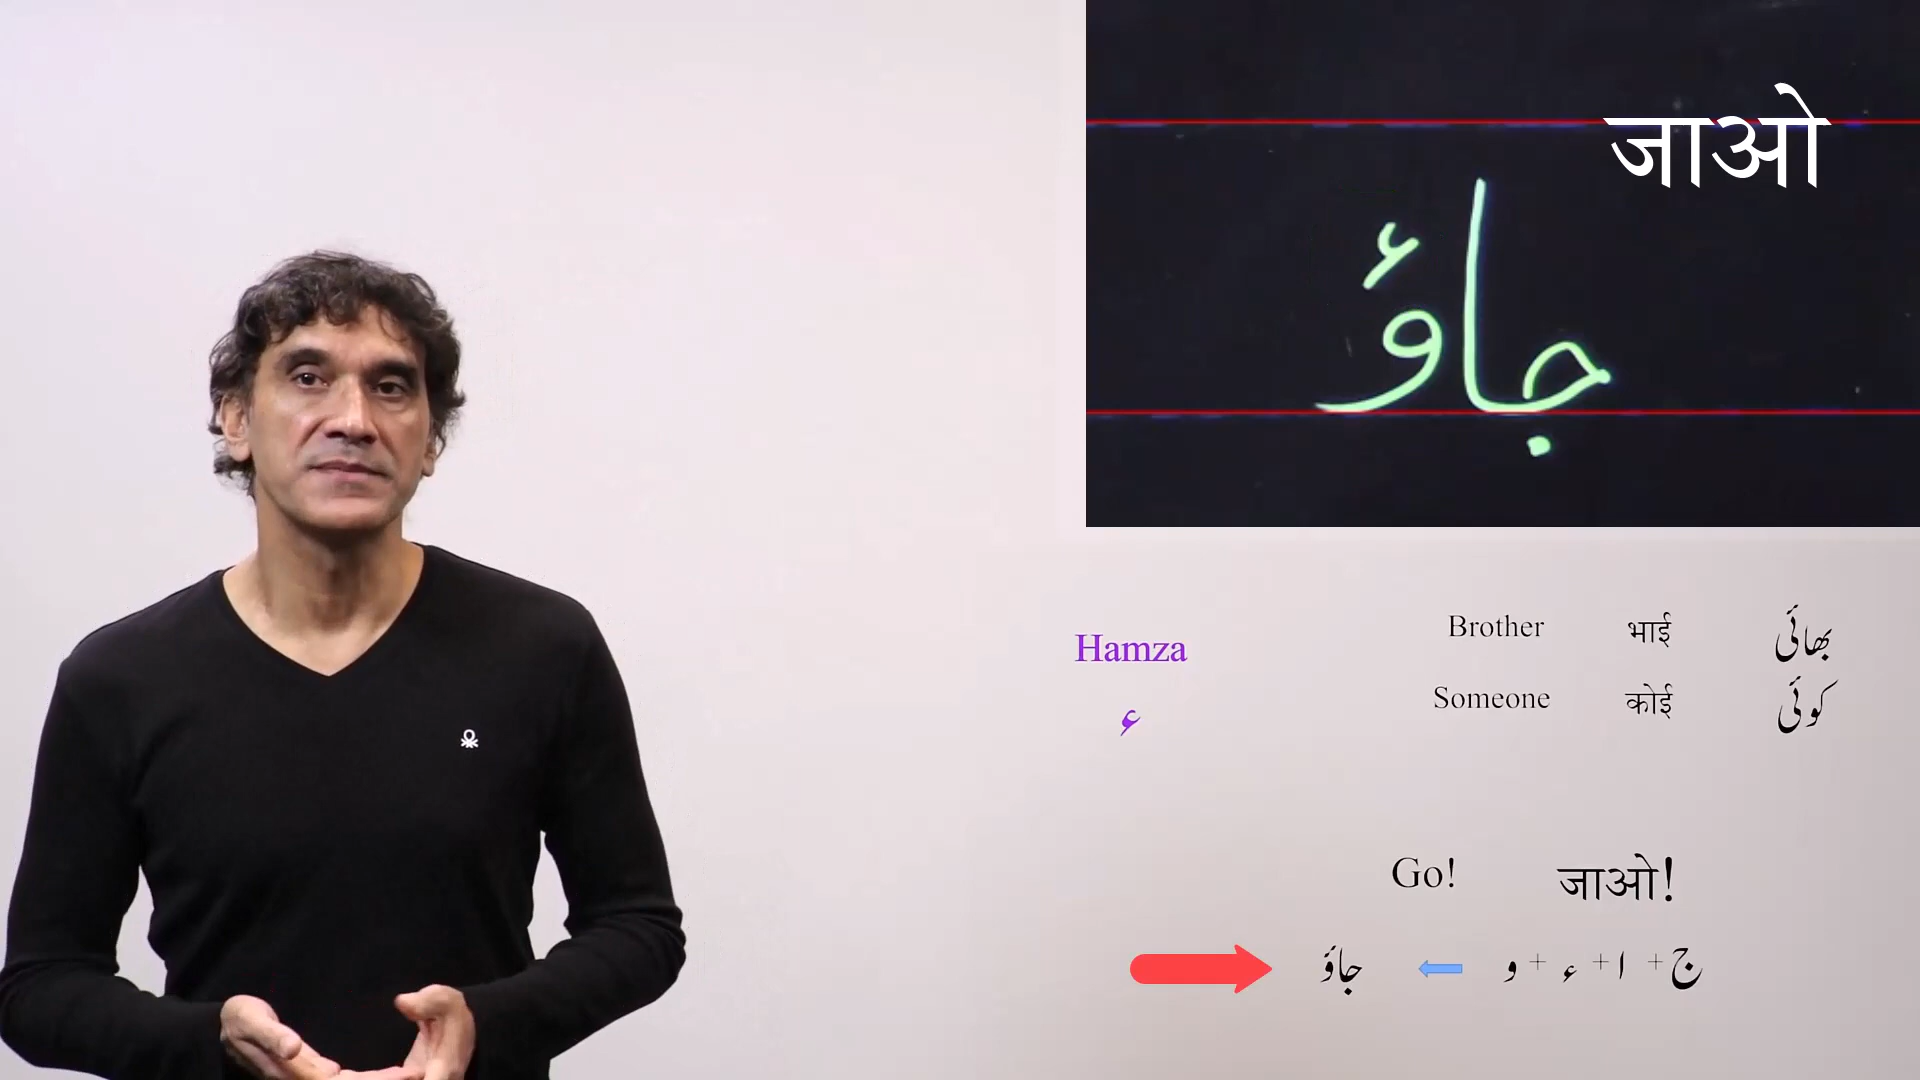 जाओ
جاؤ
Hamza
ء
Brother भाई بھائی
Someone कोई کوئی
Go! जाओ!
ج + ا + ء + و جاؤ